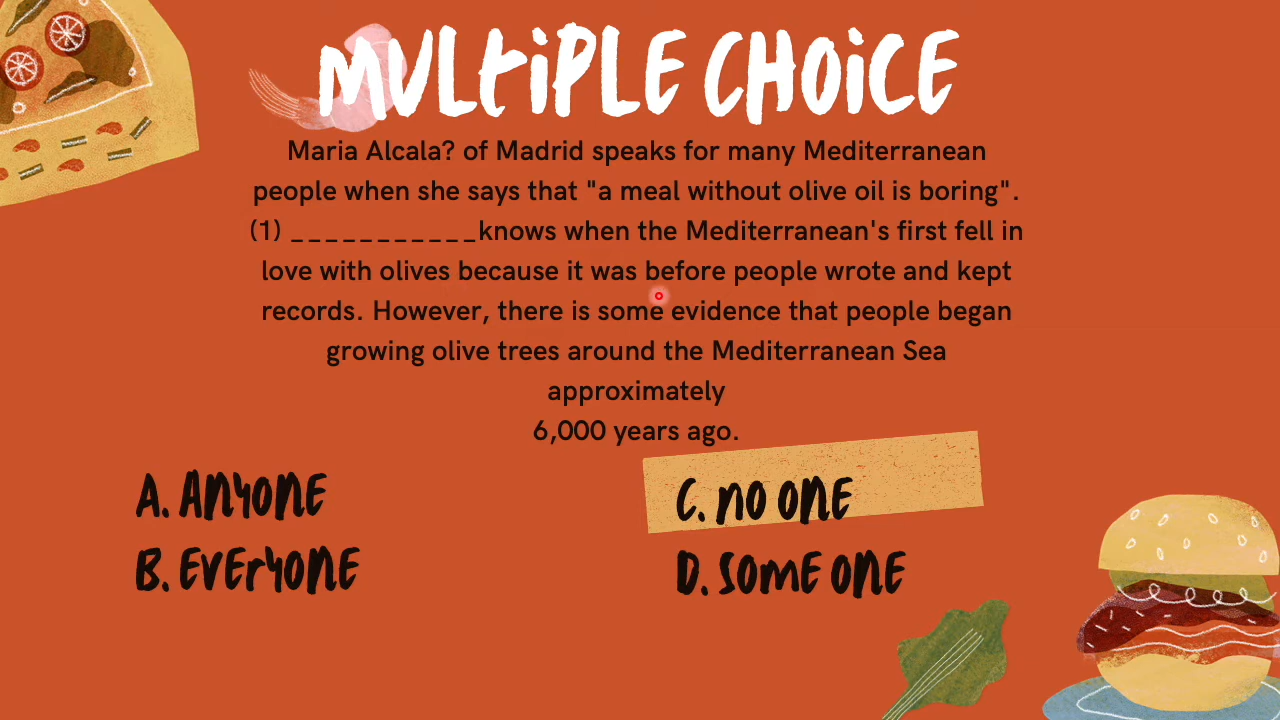 MULTIPLE CHOICE
Maria Alcala? of Madrid speaks for many Mediterranean
people when she says that "a meal without olive oil is boring".
(1) ___________knows when the Mediterranean's first fell in
love with olives because it was before people wrote and kept
records. However, there is some evidence that people began
growing olive trees around the Mediterranean Sea
approximately
6,000 years ago.
A. ANYONE
B. EVERYONE
C. NO ONE
D. SOME ONE